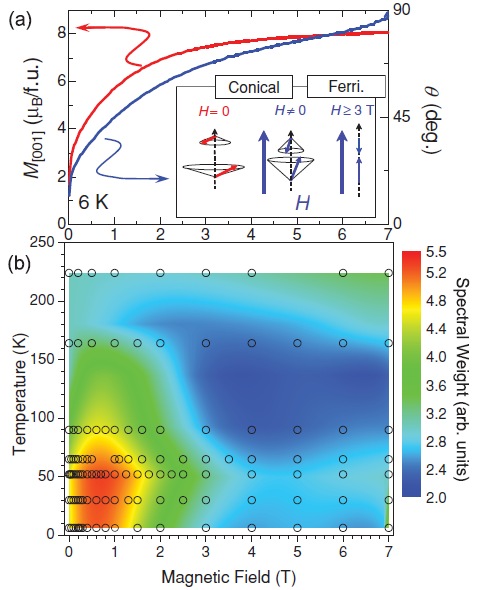 (a)
8
6
4
2
0
M[001] (μB/f.u.)
90
45
0
θ (deg.)
Conical
Ferri.
H= 0
H≠0
H≥3 T
H
6 K
0 1 2 3 4 5 6 7
(b)
250
200
150
100
50
0
Temperature (K)
0 1 2 3 4 5 6 7
Magnetic Field (T)
5.5
5.2
4.8
4.4
4.0
3.6
3.2
2.8
2.4
2.0
Spectral Weight (arb. units)